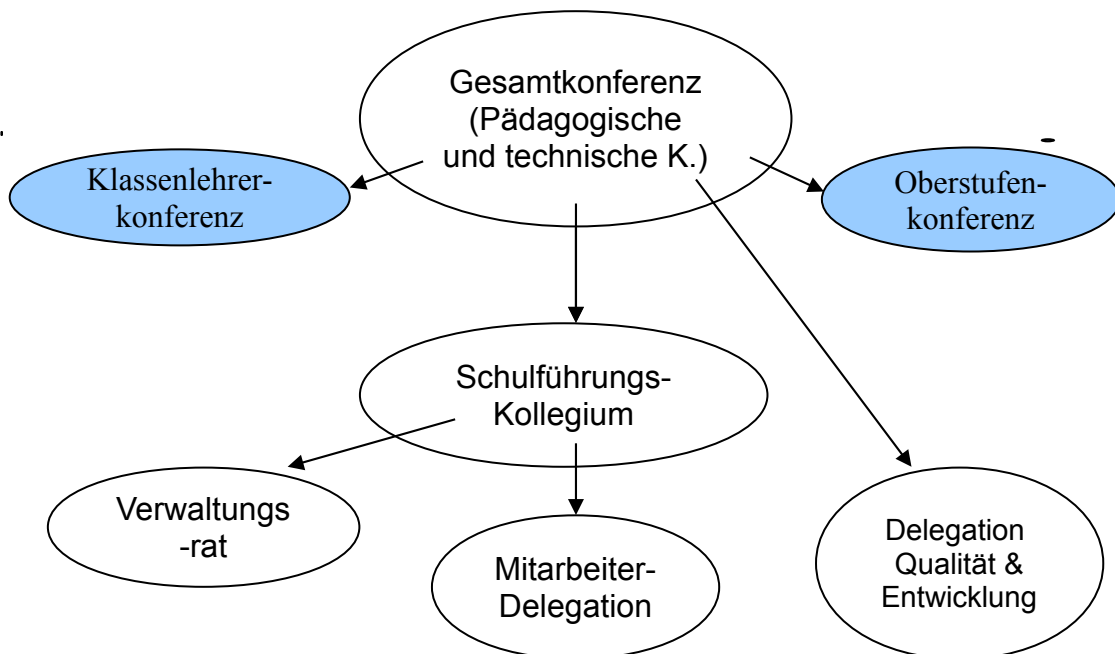 Gesamtkonferenz
(Pädagogische
und technische K.)
Klassenlehrer-
konferenz
Oberstufen-
konferenz
Schulführungs-
Kollegium
Verwaltungs
-rat
Mitarbeiter-
Delegation
Delegation
Qualität &
Entwicklung